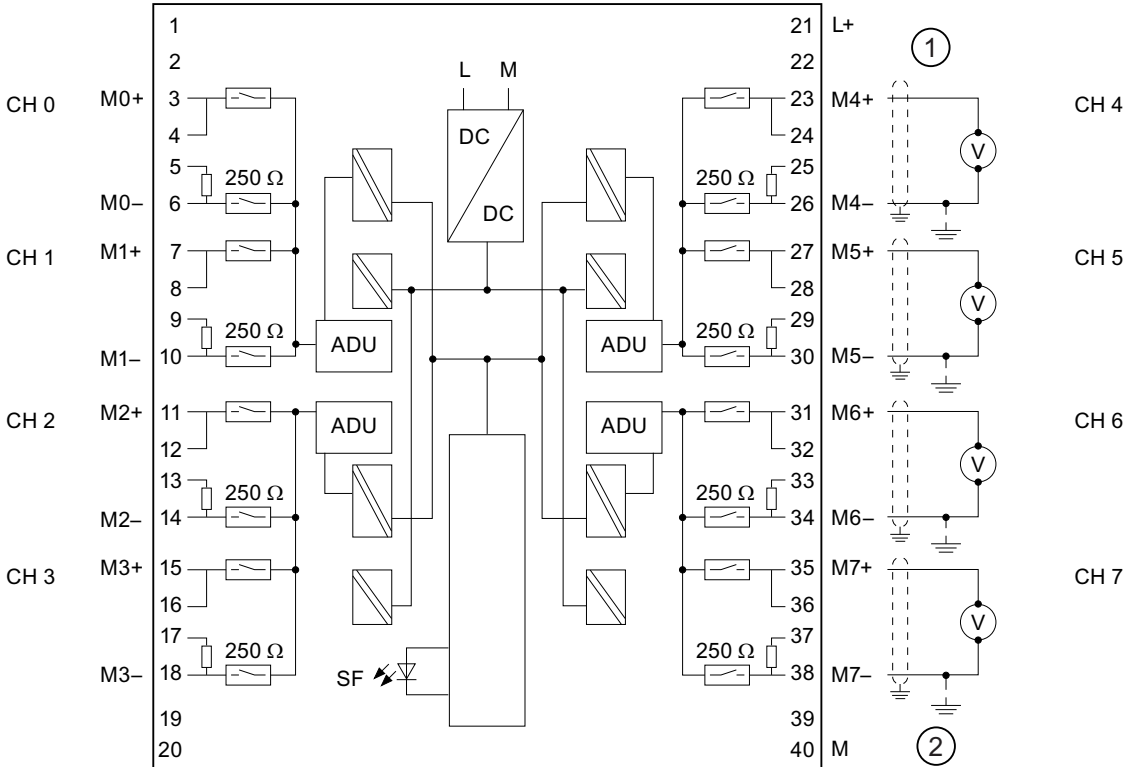 1 21 L+ ①
2 22
L M
CH 0 M0+ 3 23 M4+ CH 4
4 24
DC
V
5 25
250 Ω 250 Ω
M0– 6 26 M4–
DC
CH 1 M1+ 7 27 M5+ CH 5
8 28
V
9 29
250 Ω 250 Ω
ADU ADU
M1– 10 30 M5–
CH 2 M2+ 11 31 M6+ CH 6
ADU ADU
12 32
V
13 33
250 Ω 250 Ω
M2– 14 34 M6–
CH 3 M3+ 15 35 M7+ CH 7
16 36
V
17 37
250 Ω 250 Ω
M3– 18 38 M7–
SF
19 39
20 40 M ②